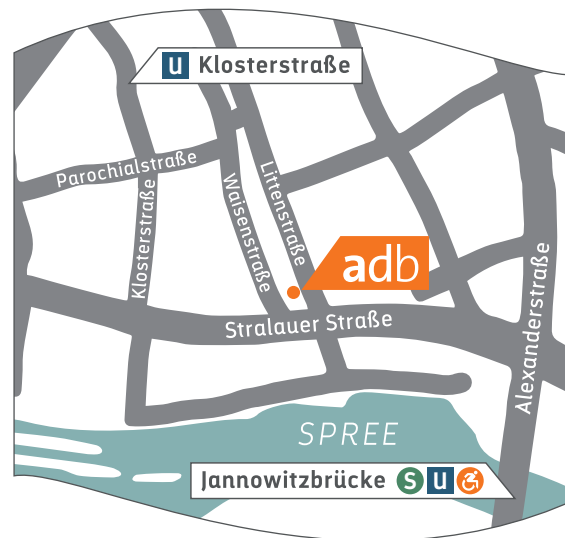 U Klosterstraße
Parochialstraße
Klosterstraße
Waisenstraße
Littenstraße
adb
Stralauer Straße
Alexanderstraße
SPREE
Jannowitzbrücke S U